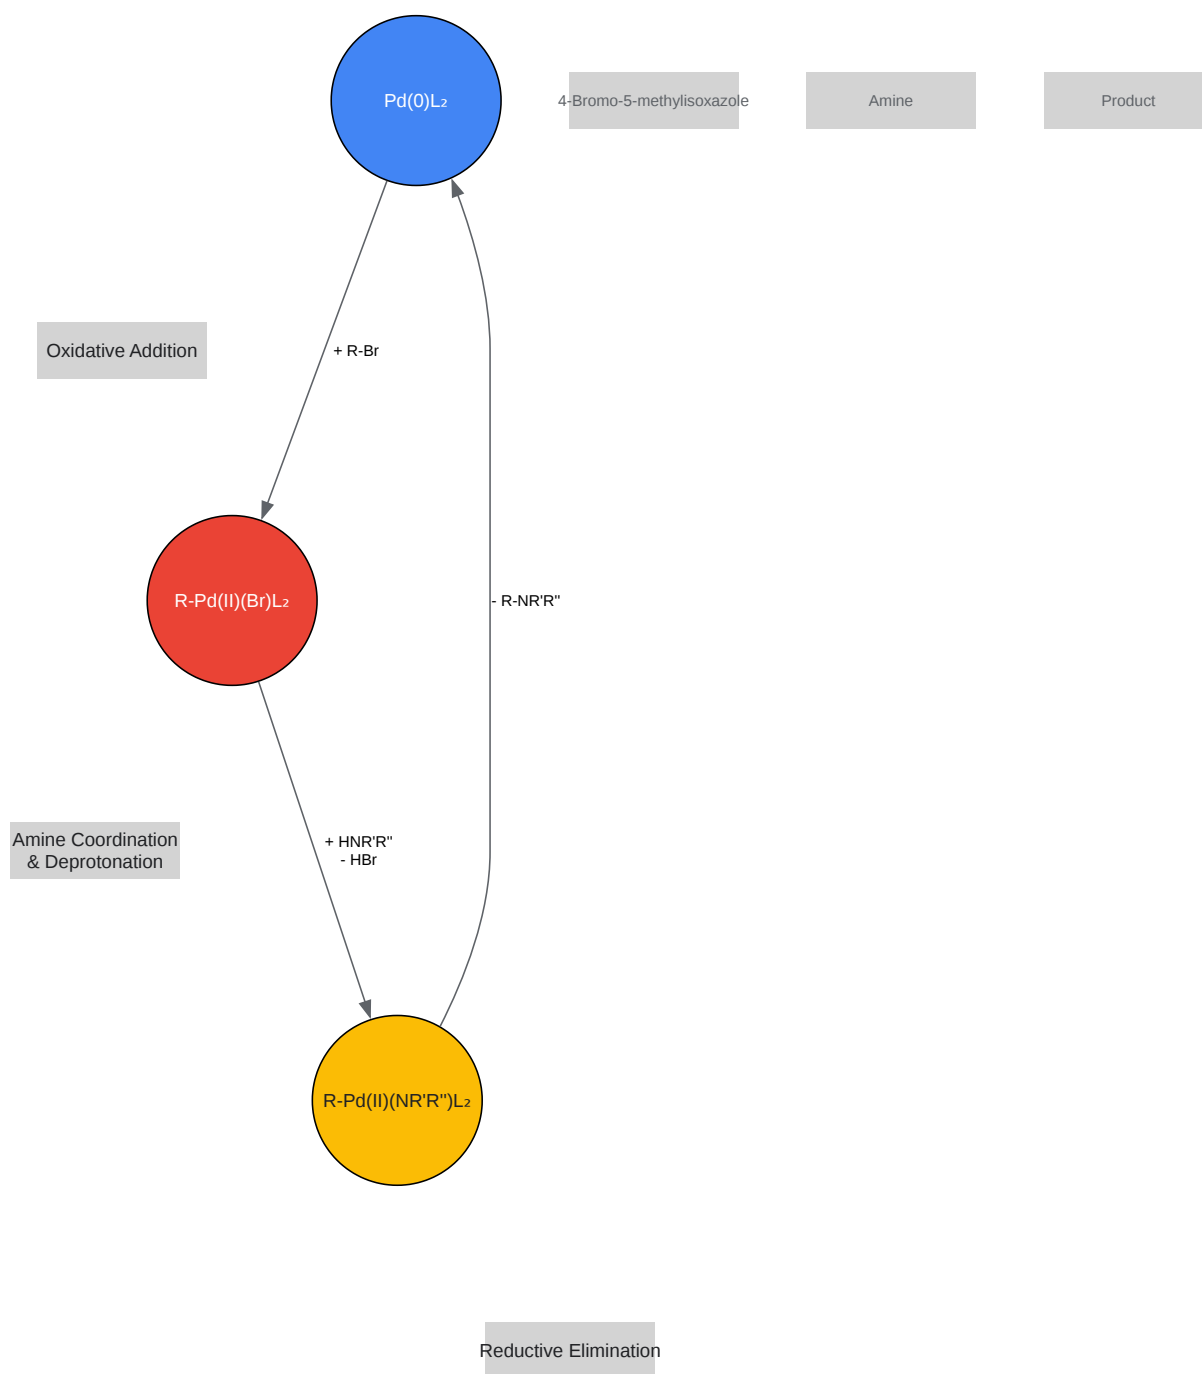 Pd(0)L₂
4-Bromo-5-methylisoxazole
Amine
Product
Oxidative Addition
+ R-Br
R-Pd(II)(Br)L₂
- R-NR'R"
Amine Coordination
& Deprotonation
+ HNR'R"
- HBr
R-Pd(II)(NR'R")L₂
Reductive Elimination